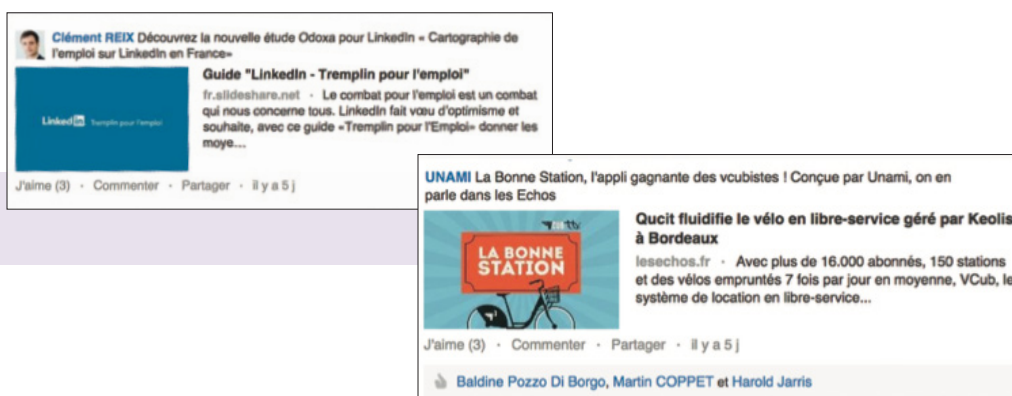 Clément REIX Découvrez la nouvelle étude Odoxa pour LinkedIn « Cartographie de
l'emploi sur LinkedIn en France»
Linked in Tremplin pour l'emploi
Guide "LinkedIn - Tremplin pour l'emploi"
fr.slideshare.net · Le combat pour l'emploi est un combat
qui nous concerne tous. LinkedIn fait vœu d'optimisme et
souhaite, avec ce guide «Tremplin pour l'Emploi» donner les
moye...
J'aime (3) · Commenter · Partager · il y a 5 j
UNAMI La Bonne Station, l'appli gagnante des vcubistes ! Conçue par Unami, on en
parle dans les Echos
LA BONNE
STATION
Qucit fluidifie le vélo en libre-service géré par Keolis
à Bordeaux
lesechos.fr · Avec plus de 16.000 abonnés, 150 stations
et des vélos empruntés 7 fois par jour en moyenne, VCub, le
système de location en libre-service...
J'aime (3) · Commenter · Partager · il y a 5 j
Baldine Pozzo Di Borgo, Martin COPPET et Harold Jarris